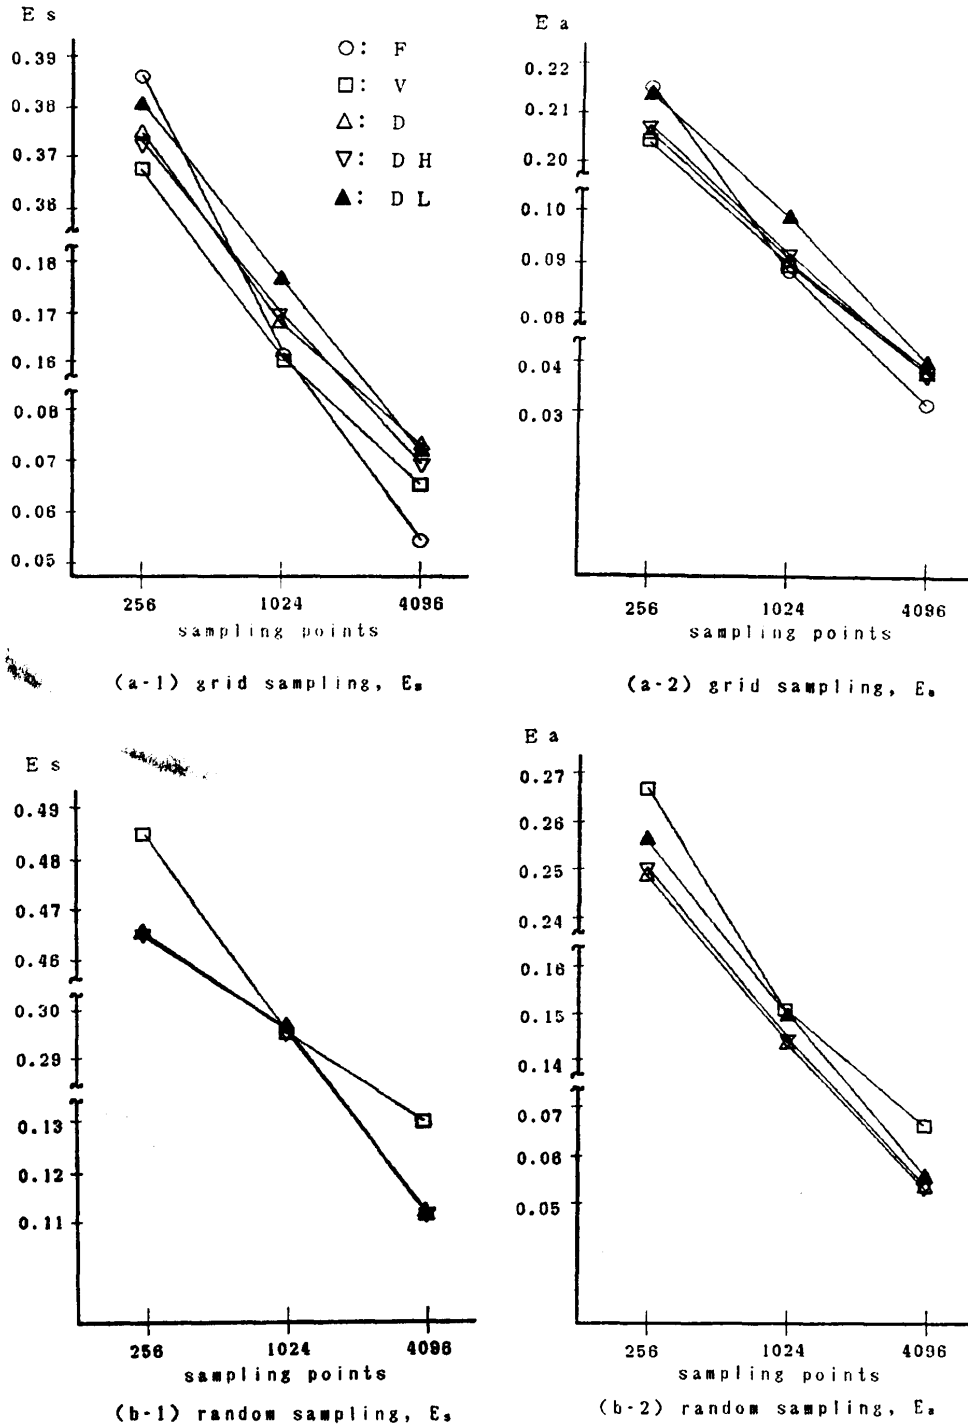 E s
0.39
0.38
0.37
0.36
0.18
0.17
0.16
0.08
0.07
0.06
0.05
256 1024 4096
sampling points
(a-1) grid sampling, Es
○: F
□: V
△: D
▽: D H
▲: D L
E a
0.22
0.21
0.20
0.10
0.09
0.08
0.04
0.03
256 1024 4096
sampling points
(a-2) grid sampling, Ea
E s
0.49
0.48
0.47
0.46
0.30
0.29
0.13
0.12
0.11
256 1024 4096
sampling points
(b-1) random sampling, Es
E a
0.27
0.26
0.25
0.24
0.16
0.15
0.14
0.07
0.06
0.05
256 1024 4096
sampling points
(b-2) random sampling, Ea